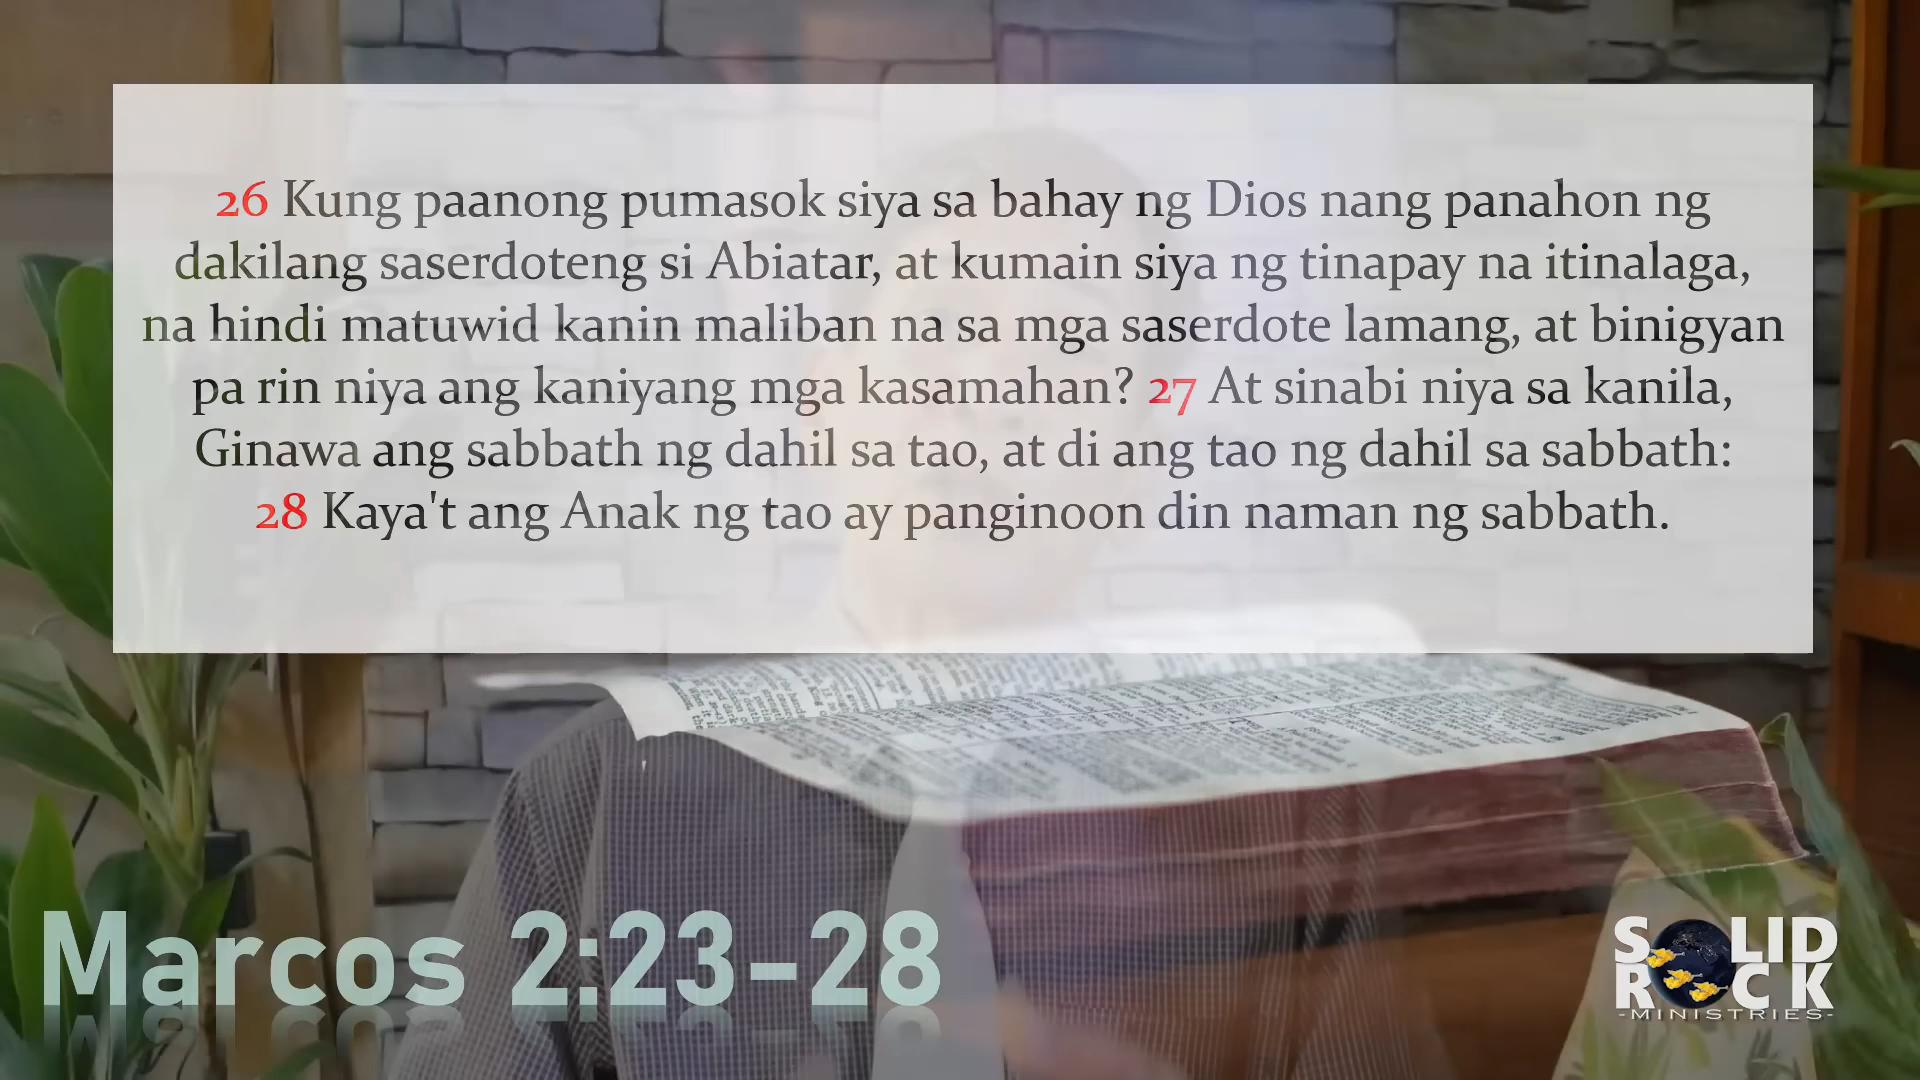 26 Kung paanong pumasok siya sa bahay ng Dios nang panahon ng
dakilang saserdoteng si Abiatar, at kumain siya ng tinapay na itinalaga,
na hindi matuwid kanin maliban na sa mga saserdote lamang, at binigyan
pa rin niya ang kaniyang mga kasamahan? 27 At sinabi niya sa kanila,
Ginawa ang sabbath ng dahil sa tao, at di ang tao ng dahil sa sabbath:
28 Kaya't ang Anak ng tao ay panginoon din naman ng sabbath.
Marcos 2:23-28
SOLID
ROCK
-MINISTRIES-